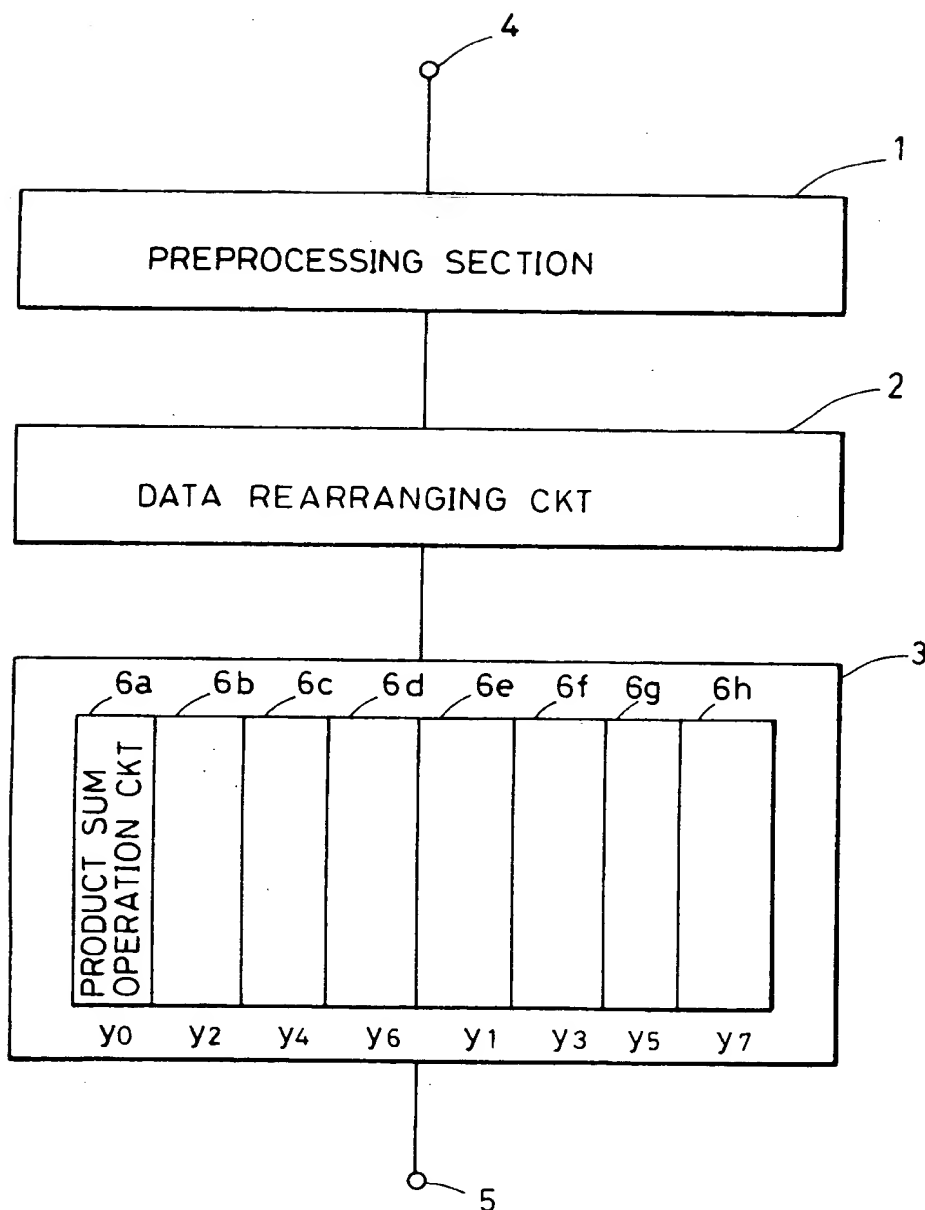 4
1
PREPROCESSING SECTION
2
DATA REARRANGING CKT
3
6a 6b 6c 6d 6e 6f 6g 6h
PRODUCT SUM
OPERATION CKT
y0 y2 y4 y6 y1 y3 y5 y7
5